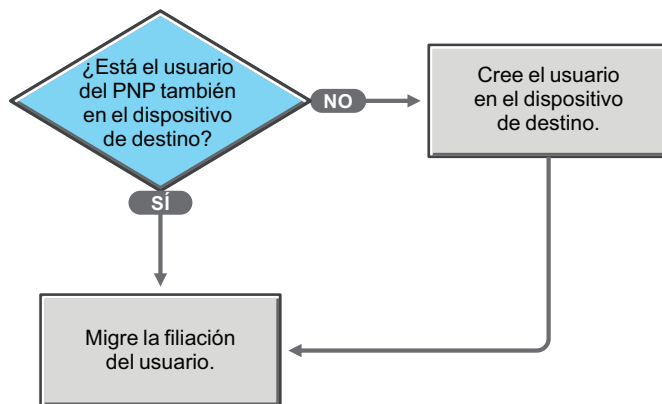 ¿Está el usuario
del PNP también
en el dispositivo
de destino?
NO
Cree el usuario
en el dispositivo
de destino.
SÍ
Migre la filiación
del usuario.